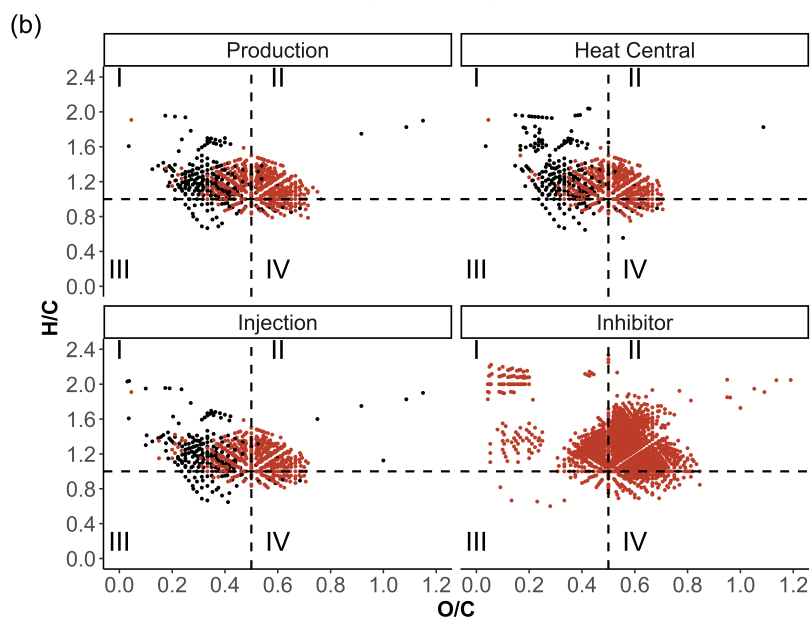 (b)
Production
Heat Central
I
II
I
II
2.4
2.0
1.6
1.2
0.8
0.4
0.0
III
IV
III
IV
H/C
Injection
Inhibitor
I
II
I
II
2.4
2.0
1.6
1.2
0.8
0.4
0.0
III
IV
III
IV
0.0 0.2 0.4 0.6 0.8 1.0 1.2
0.0 0.2 0.4 0.6 0.8 1.0 1.2
O/C